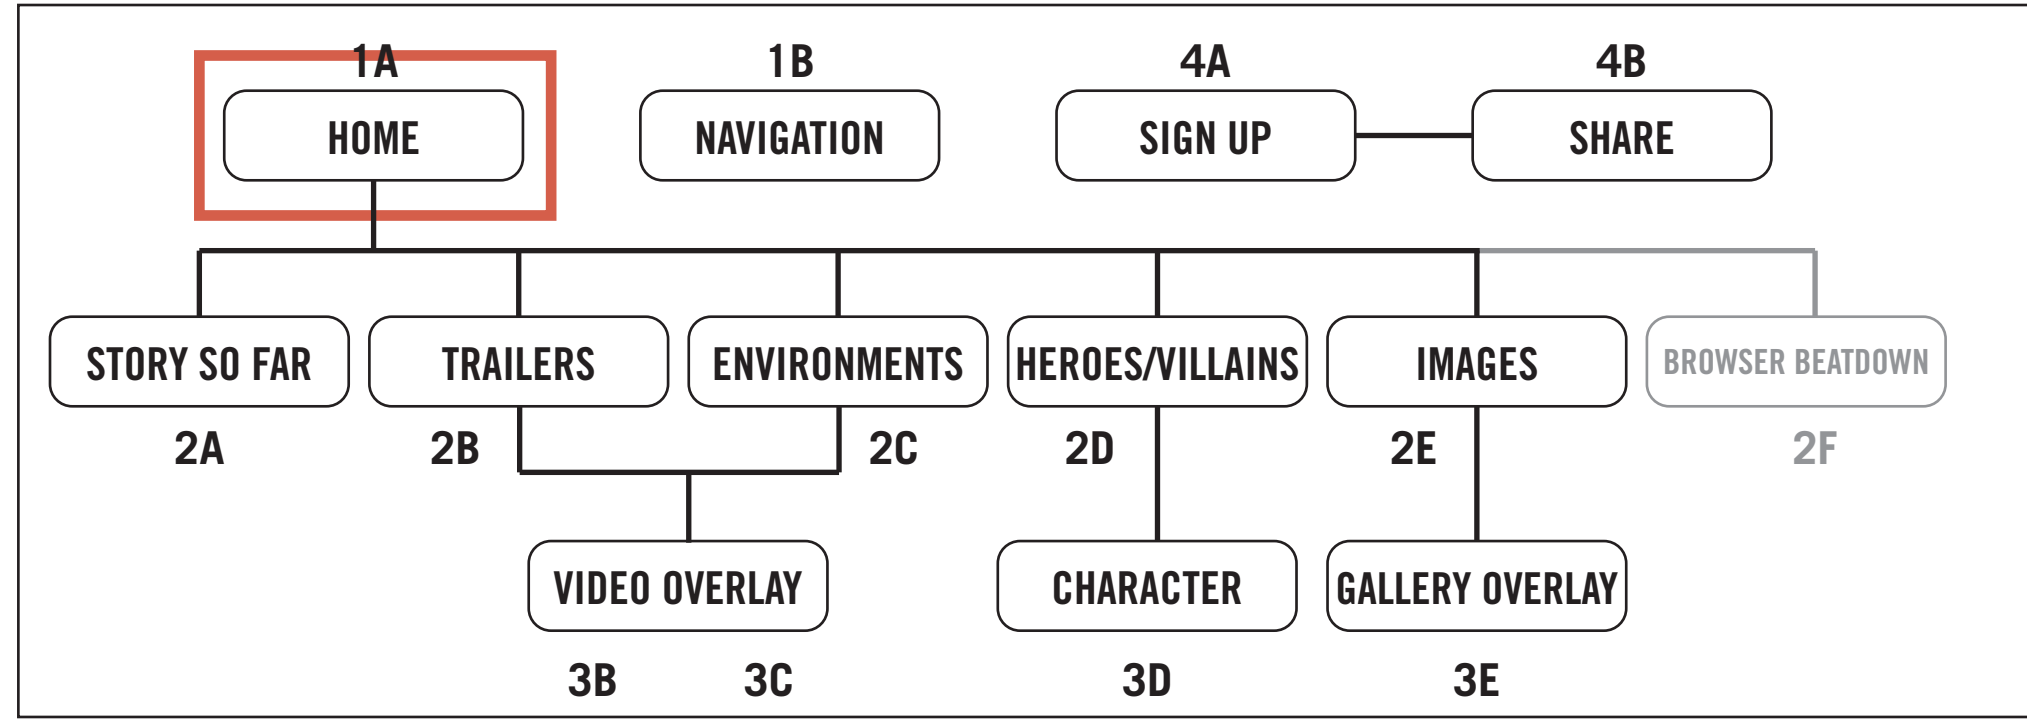 1A
1B
4A
4B
HOME
NAVIGATION
SIGN UP
SHARE
STORY SO FAR
TRAILERS
ENVIRONMENTS
HEROES/VILLAINS
IMAGES
BROWSER BEATDOWN
2A
2B
2C
2D
2E
2F
VIDEO OVERLAY
CHARACTER
GALLERY OVERLAY
3B
3C
3D
3E